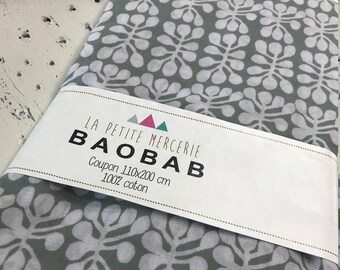 LA PETITE MERCERIE
BAOBAB
Coupon 110x200 cm
100% coton